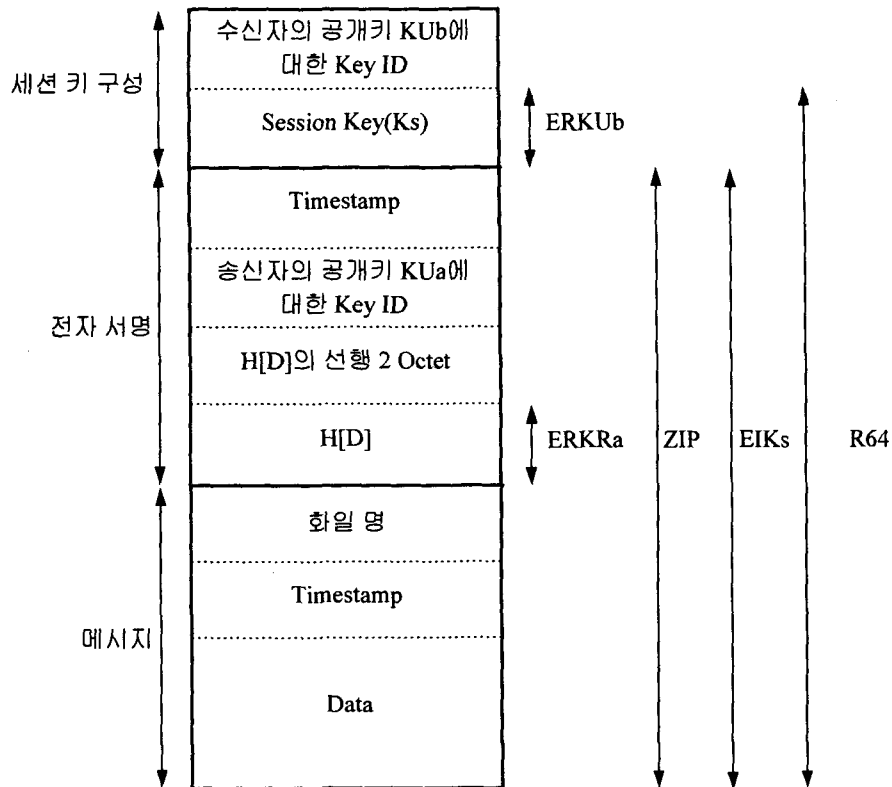 수신자의 공개키 KUb에
대한 Key ID
세션 키 구성
Session Key(Ks)
ERKUb
Timestamp
송신자의 공개키 KUa에
대한 Key ID
전자 서명
H[D]의 선행 2 Octet
H[D]
ERKRa
ZIP
EIKs
R64
화일 명
Timestamp
메시지
Data